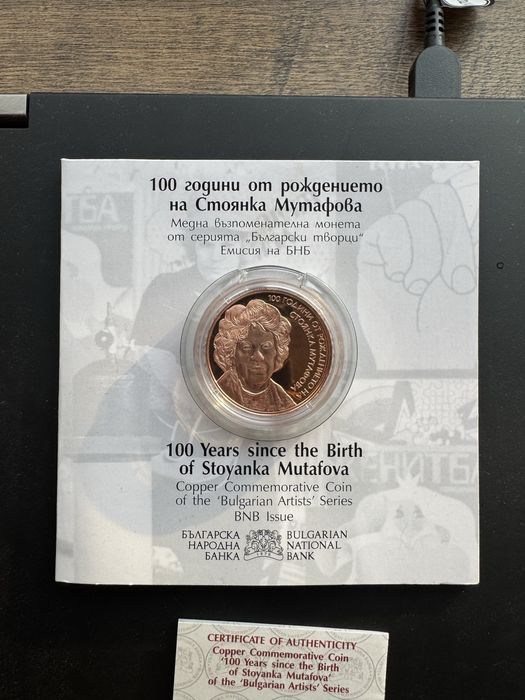 100 години от рождението
на Стоянка Мутафова
Медна възпоменателна монета
от серията „Български творци“
Емисия на БНБ
100 ГОДИНИ ОТ РОЖДЕНИЕТО НА
СТОЯНКА МУТАФОВА
100 Years since the Birth
of Stoyanka Mutafova
Copper Commemorative Coin
of the ‘Bulgarian Artists’ Series
BNB Issue
БЪЛГАРСКА
НАРОДНА
БАНКА
BULGARIAN
NATIONAL
BANK
CERTIFICATE OF AUTHENTICITY
Copper Commemorative Coin
‘100 Years since the Birth
of Stoyanka Mutafova’
of the ‘Bulgarian Artists’ Series